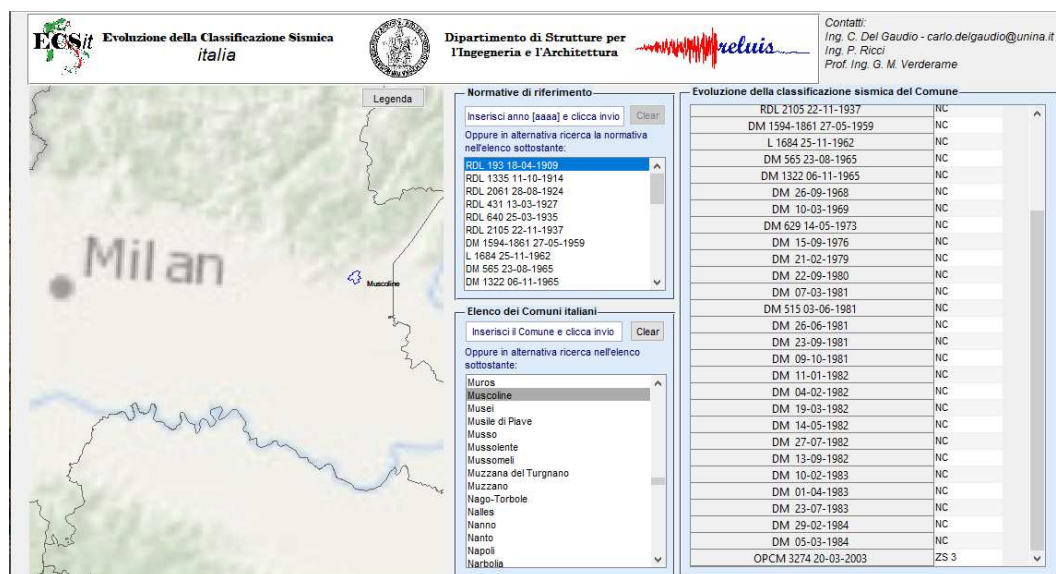 ECSit
Evoluzione della Classificazione Sismica
italia
Dipartimento di Strutture per
l'Ingegneria e l'Architettura
reluis
Contatti:
Ing. C. Del Gaudio - carlo.delgaudio@unina.it
Ing. P. Ricci
Prof. Ing. G. M. Verderame
Legenda
Milan
Muscoline
Normative di riferimento
Inserisci anno [aaaa] e clicca invio
Clear
Oppure in alternativa ricerca la normativa
nell'elenco sottostante:
RDL 193 18-04-1909
RDL 1335 11-10-1914
RDL 2061 28-08-1924
RDL 431 13-03-1927
RDL 640 25-03-1935
RDL 2105 22-11-1937
DM 1594-1861 27-05-1959
L 1684 25-11-1962
DM 565 23-08-1965
DM 1322 06-11-1965
Elenco dei Comuni italiani
Inserisci il Comune e clicca invio
Clear
Oppure in alternativa ricerca nell'elenco
sottostante:
Muros
Muscoline
Musei
Musile di Piave
Musso
Mussolente
Mussomeli
Muzzana del Turgnano
Muzzano
Nago-Torbole
Nalles
Nanno
Nanto
Napoli
Narbolia
Evoluzione della classificazione sismica del Comune
RDL 2105 22-11-1937 NC
DM 1594-1861 27-05-1959 NC
L 1684 25-11-1962 NC
DM 565 23-08-1965 NC
DM 1322 06-11-1965 NC
DM 26-09-1968 NC
DM 10-03-1969 NC
DM 629 14-05-1973 NC
DM 15-09-1976 NC
DM 21-02-1979 NC
DM 22-09-1980 NC
DM 07-03-1981 NC
DM 515 03-06-1981 NC
DM 26-06-1981 NC
DM 23-09-1981 NC
DM 09-10-1981 NC
DM 11-01-1982 NC
DM 04-02-1982 NC
DM 19-03-1982 NC
DM 14-05-1982 NC
DM 27-07-1982 NC
DM 13-09-1982 NC
DM 10-02-1983 NC
DM 01-04-1983 NC
DM 23-07-1983 NC
DM 29-02-1984 NC
DM 05-03-1984 NC
OPCM 3274 20-03-2003 ZS 3